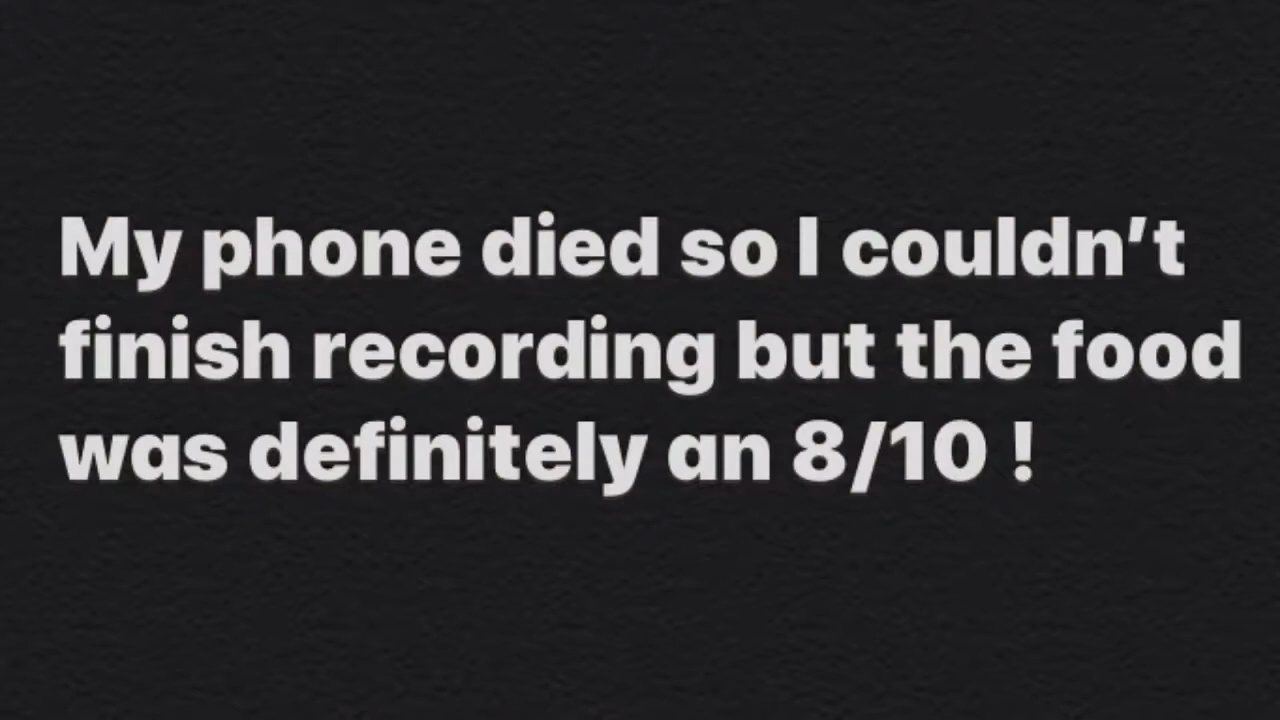 My phone died so I couldn’t
finish recording but the food
was definitely an 8/10 !